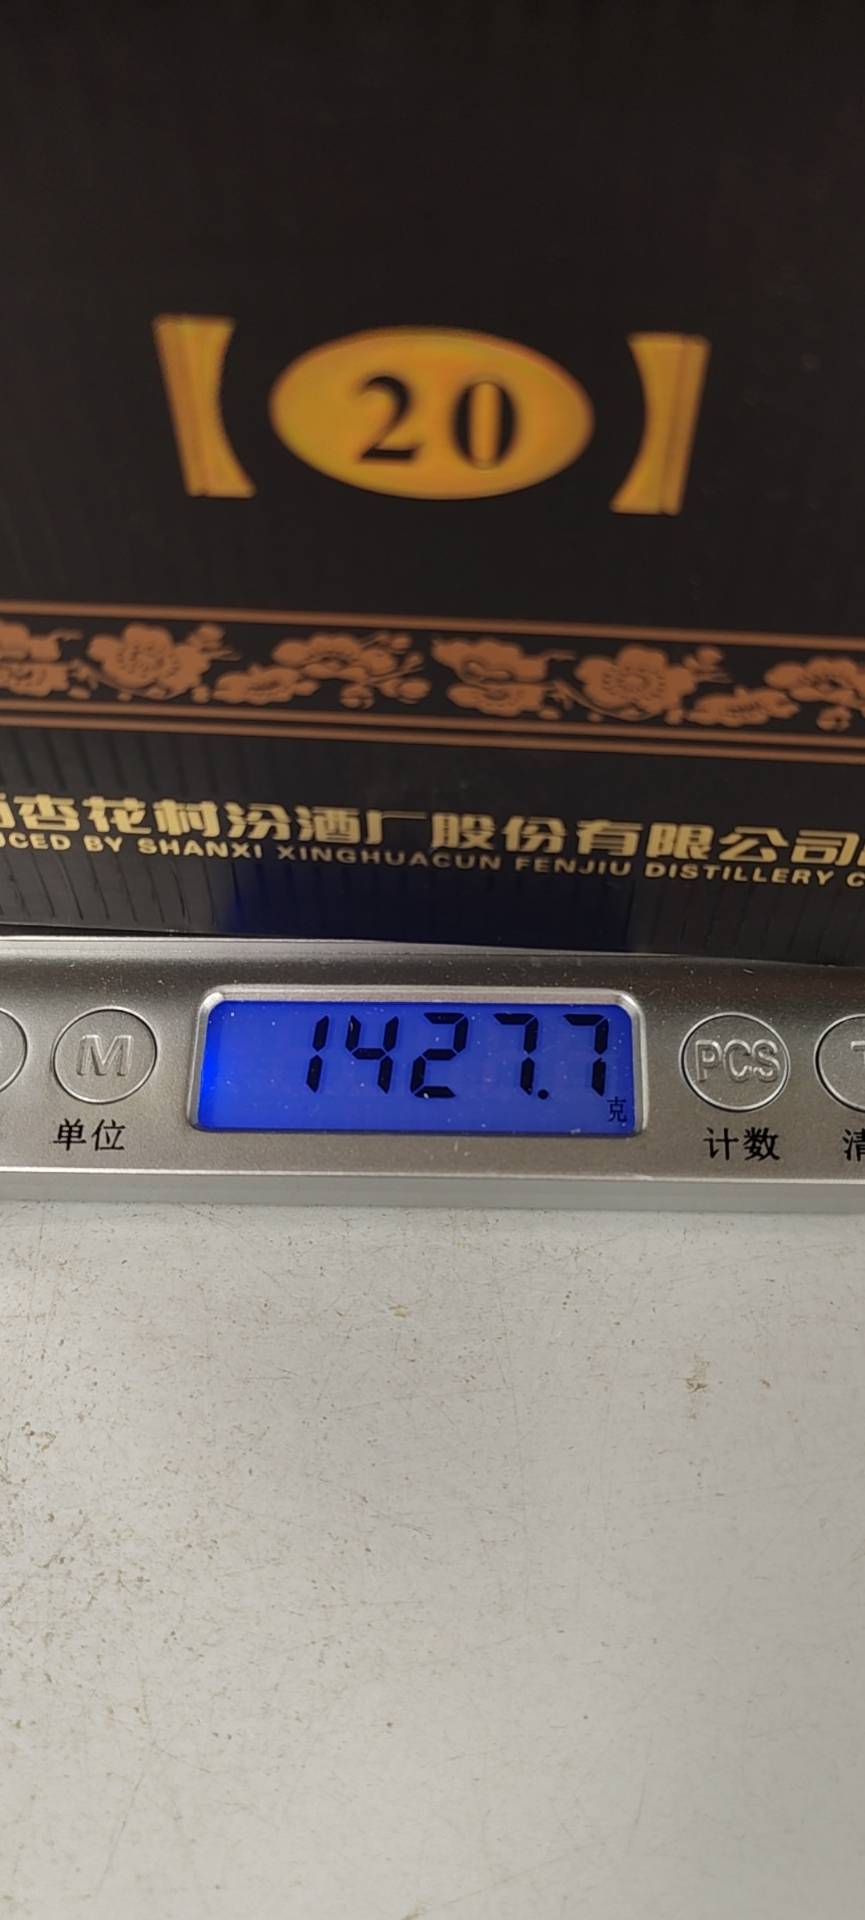 【20】
杏花村汾酒厂股份有限公司
UCED BY SHANXI XINGHUACUN FENJIU DISTILLERY C
1427.7
克
M
PCS
单位
计数